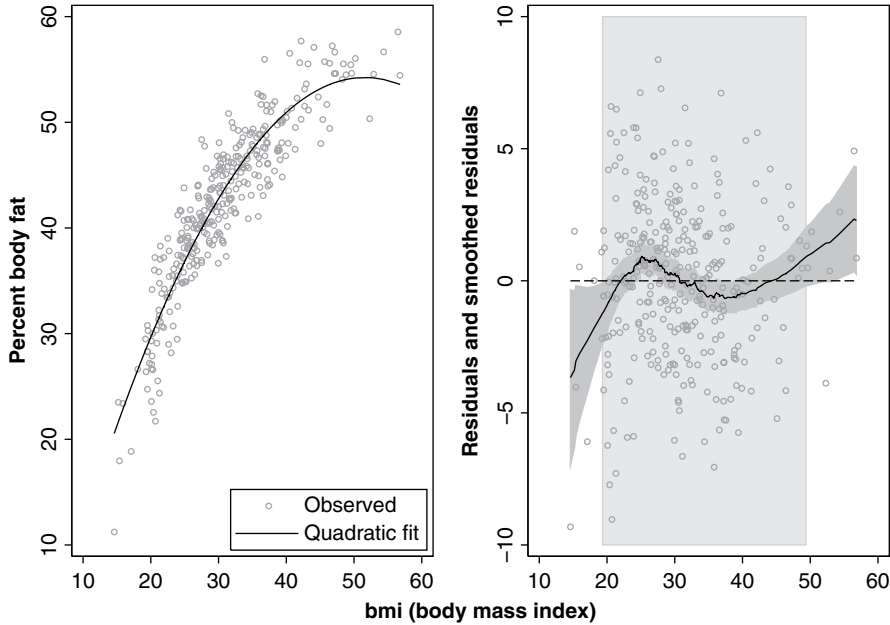 Percent body fat
60
50
40
30
20
10
10 20 30 40 50 60
Observed
Quadratic fit
Residuals and smoothed residuals
10
5
0
−5
−10
10 20 30 40 50 60
bmi (body mass index)